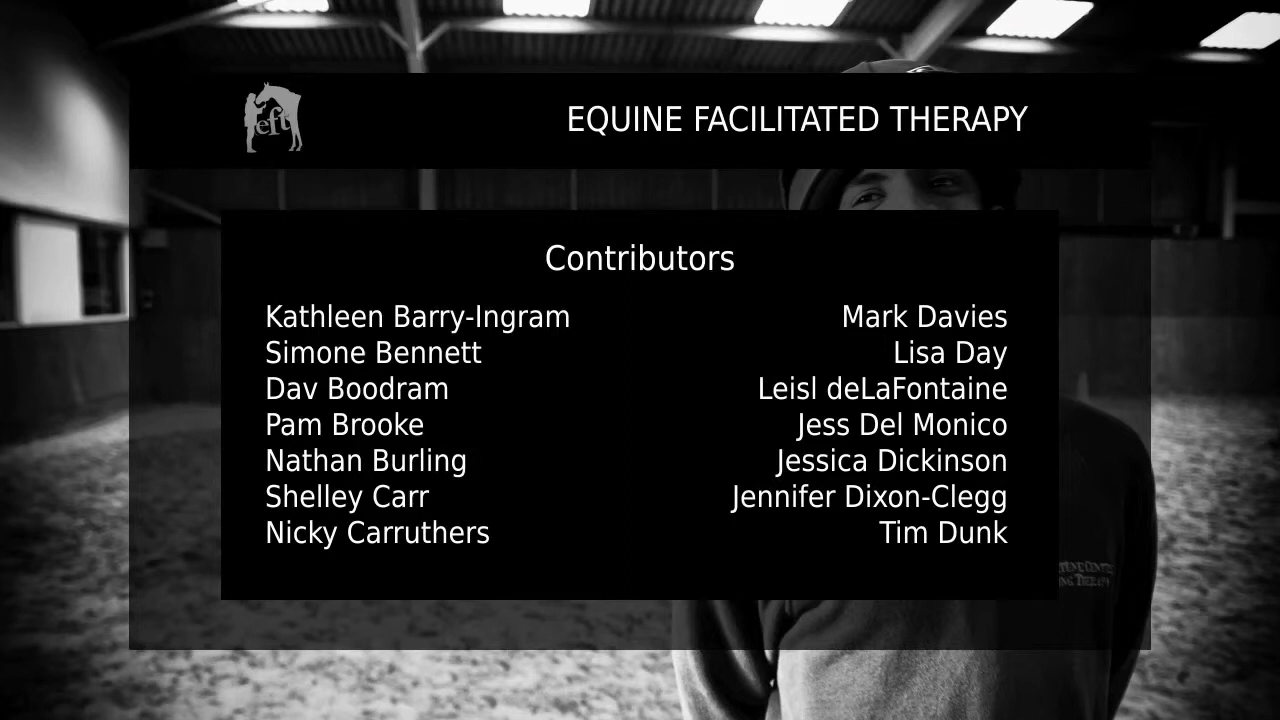 eft
EQUINE FACILITATED THERAPY
Contributors
Kathleen Barry-Ingram
Simone Bennett
Dav Boodram
Pam Brooke
Nathan Burling
Shelley Carr
Nicky Carruthers
Mark Davies
Lisa Day
Leisl deLaFontaine
Jess Del Monico
Jessica Dickinson
Jennifer Dixon-Clegg
Tim Dunk